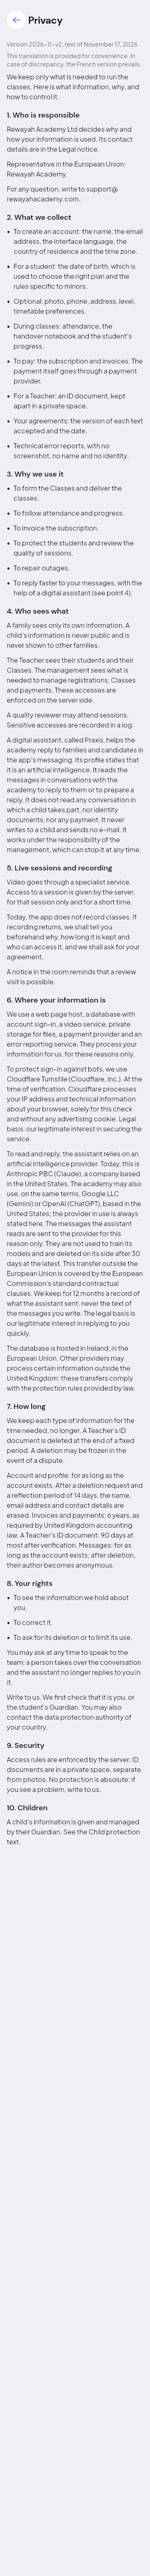 Privacy
Version 2026-11-v2, text of November 17, 2026
This translation is provided for convenience. In
case of discrepancy, the French version prevails.
We keep only what is needed to run the
classes. Here is what information, why, and
how to control it.
1. Who is responsible
Rewayah Academy Ltd decides why and
how your information is used. Its contact
details are in the Legal notice.
Representative in the European Union:
Rewayah Academy.
For any question, write to support@
rewayahacademy.com.
2. What we collect
• To create an account: the name, the email
address, the interface language, the
country of residence and the time zone.
• For a student: the date of birth, which is
used to choose the right plan and the
rules specific to minors.
• Optional: photo, phone, address, level,
timetable preferences.
• During classes: attendance, the
handover notebook and the student's
progress.
• To pay: the subscription and invoices. The
payment itself goes through a payment
provider.
• For a Teacher: an ID document, kept
apart in a private space.
• Your agreements: the version of each text
accepted and the date.
• Technical error reports, with no
screenshot, no name and no identity.
3. Why we use it
• To form the Classes and deliver the
classes.
• To follow attendance and progress.
• To invoice the subscription.
• To protect the students and review the
quality of sessions.
• To repair outages.
• To reply faster to your messages, with the
help of a digital assistant (see point 4).
4. Who sees what
A family sees only its own information. A
child's information is never public and is
never shown to other families.
The Teacher sees their students and their
Classes. The management sees what is
needed to manage registrations, Classes
and payments. These accesses are
enforced on the server side.
A quality reviewer may attend sessions.
Sensitive accesses are recorded in a log.
A digital assistant, called Praxis, helps the
academy reply to families and candidates in
the app's messaging. Its profile states that
it is an artificial intelligence. It reads the
messages in conversations with the
academy to reply to them or to prepare a
reply. It does not read any conversation in
which a child takes part, nor identity
documents, nor any payment. It never
writes to a child and sends no e-mail. It
works under the responsibility of the
management, which can stop it at any time.
5. Live sessions and recording
Video goes through a specialist service.
Access to a session is given by the server,
for that session only and for a short time.
Today, the app does not record classes. If
recording returns, we shall tell you
beforehand why, how long it is kept and
who can access it, and we shall ask for your
agreement.
A notice in the room reminds that a review
visit is possible.
6. Where your information is
We use a web page host, a database with
account sign-in, a video service, private
storage for files, a payment provider and an
error reporting service. They process your
information for us, for these reasons only.
To protect sign-in against bots, we use
Cloudflare Turnstile (Cloudflare, Inc.). At the
time of verification, Cloudflare processes
your IP address and technical information
about your browser, solely for this check
and without any advertising cookie. Legal
basis: our legitimate interest in securing the
service.
To read and reply, the assistant relies on an
artificial intelligence provider. Today, this is
Anthropic PBC (Claude), a company based
in the United States. The academy may also
use, on the same terms, Google LLC
(Gemini) or OpenAI (ChatGPT), based in the
United States; the provider in use is always
stated here. The messages the assistant
reads are sent to the provider for this
reason only. They are not used to train its
models and are deleted on its side after 30
days at the latest. This transfer outside the
European Union is covered by the European
Commission's standard contractual
clauses. We keep for 12 months a record of
what the assistant sent, never the text of
the messages you write. The legal basis is
our legitimate interest in replying to you
quickly.
The database is hosted in Ireland, in the
European Union. Other providers may
process certain information outside the
United Kingdom: these transfers comply
with the protection rules provided by law.
7. How long
We keep each type of information for the
time needed, no longer. A Teacher's ID
document is deleted at the end of a fixed
period. A deletion may be frozen in the
event of a dispute.
Account and profile: for as long as the
account exists. After a deletion request and
a reflection period of 14 days, the name,
email address and contact details are
erased. Invoices and payments: 6 years, as
required by United Kingdom accounting
law. A Teacher's ID document: 90 days at
most after verification. Messages: for as
long as the account exists; after deletion,
their author becomes anonymous.
8. Your rights
• To see the information we hold about
you.
• To correct it.
• To ask for its deletion or to limit its use.
You may ask at any time to speak to the
team: a person takes over the conversation
and the assistant no longer replies to you in
it.
Write to us. We first check that it is you, or
the student's Guardian. You may also
contact the data protection authority of
your country.
9. Security
Access rules are enforced by the server. ID
documents are in a private space, separate
from photos. No protection is absolute: if
you see a problem, write to us.
10. Children
A child's information is given and managed
by their Guardian. See the Child protection
text.